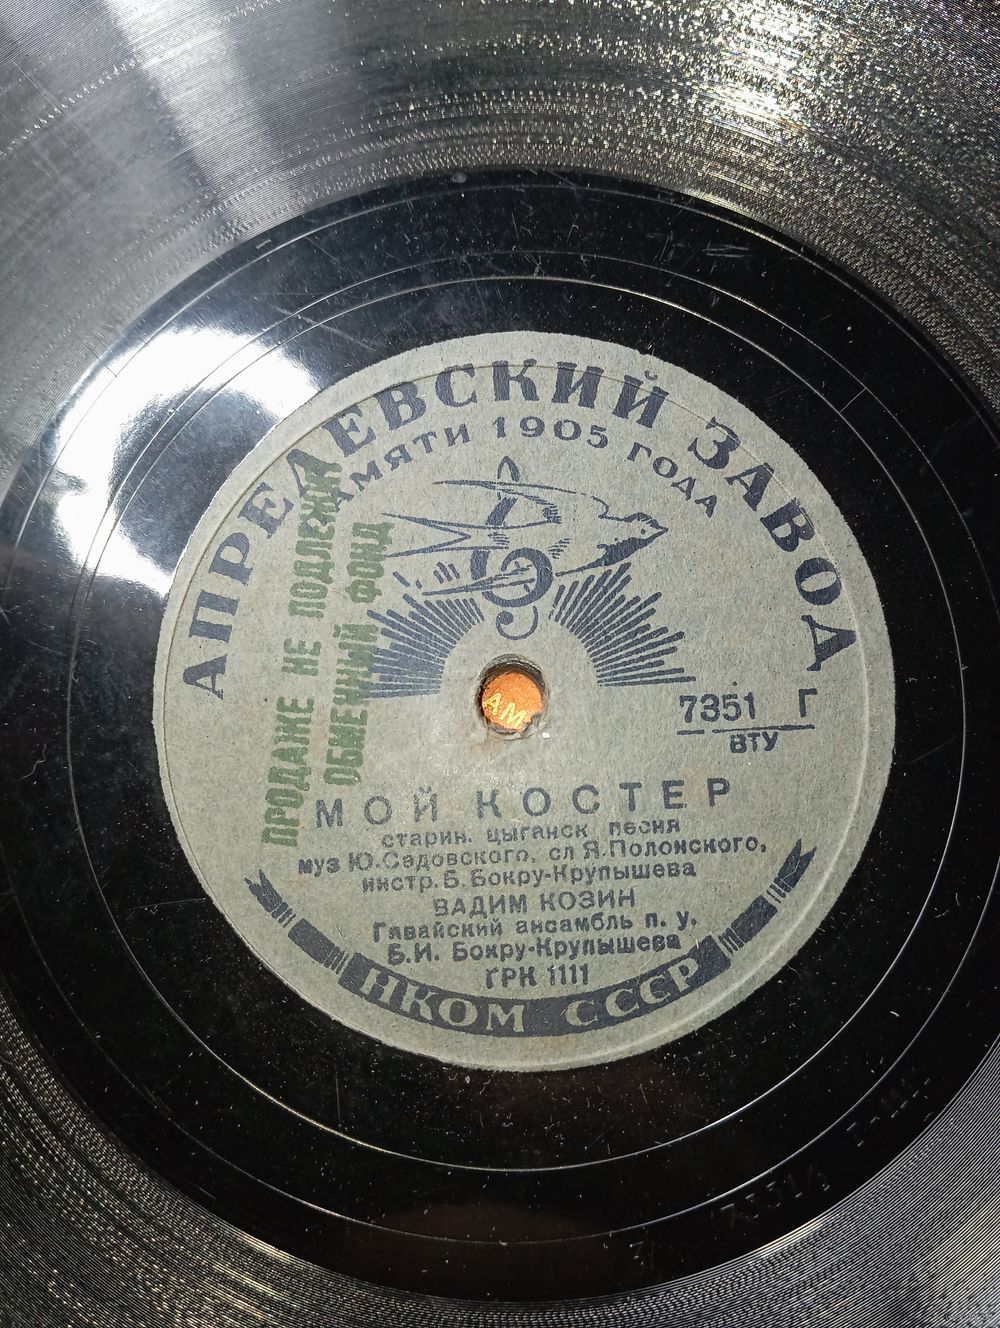 АПРЕЛЕВСКИЙ ЗАВОД
ПАМЯТИ 1905 ГОДА
ПРОДАЖЕ НЕ ПОДЛЕЖИТ
ОБМЕННЫЙ ФОНД
АМ
7351 Г
ВТУ
МОЙ КОСТЕР
старин. цыганск песня
муз Ю.Садовского, сл Я.Полонского,
инстр. Б. Бокру-Крупышева
ВАДИМ КОЗИН
Гавайский ансамбль п. у.
Б.И. Бокру-Крупышева
ГРК 1111
НКОМ СССР